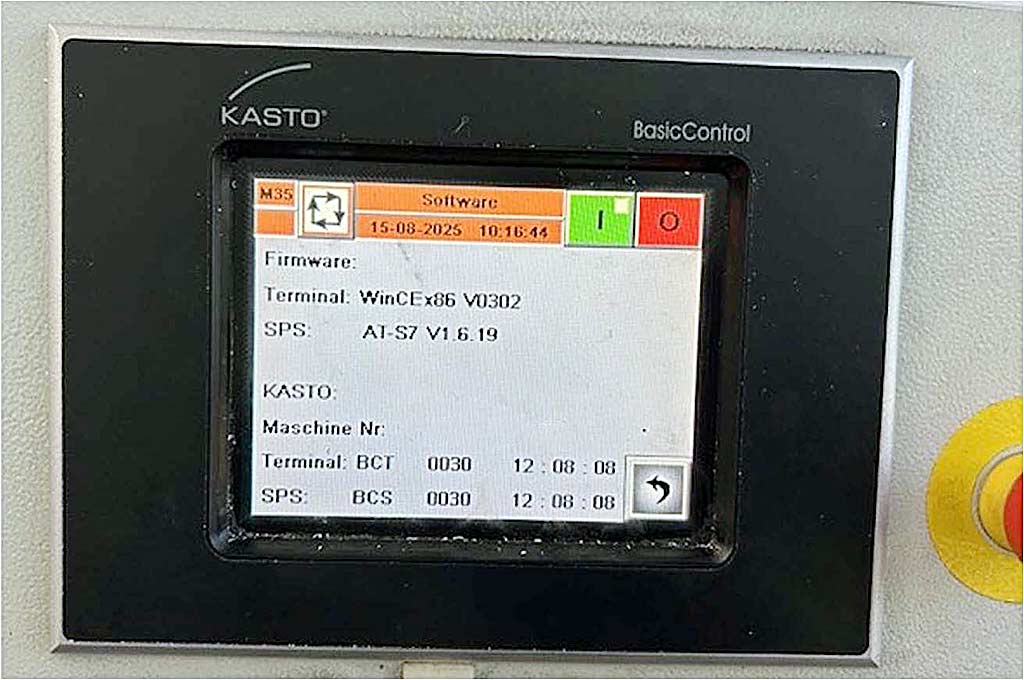 KASTO®
BasicControl
M35
Software
15-08-2025 10:16:44
I
O
Firmware:
Terminal: WinCEx86 V0302
SPS: AT-S7 V1.6.19
KASTO:
Maschine Nr:
Terminal: BCT 0030 12 : 08 : 08
SPS: BCS 0030 12 : 08 : 08